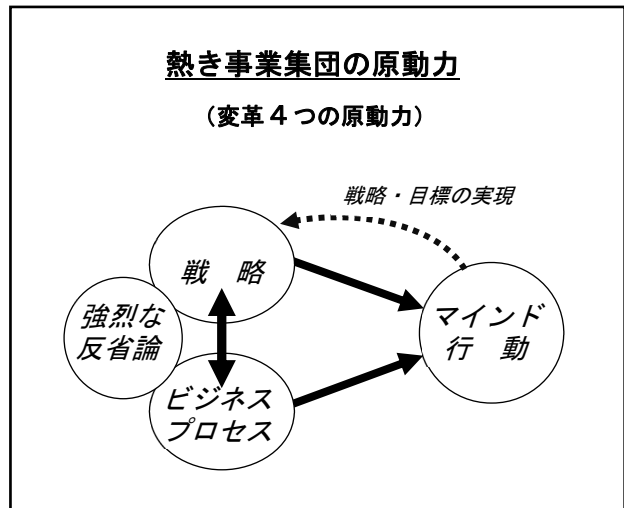 熱き事業集団の原動力
（変革４つの原動力）
戦略・目標の実現
戦　略
強烈な
反省論
マインド
行　動
ビジネス
プロセス